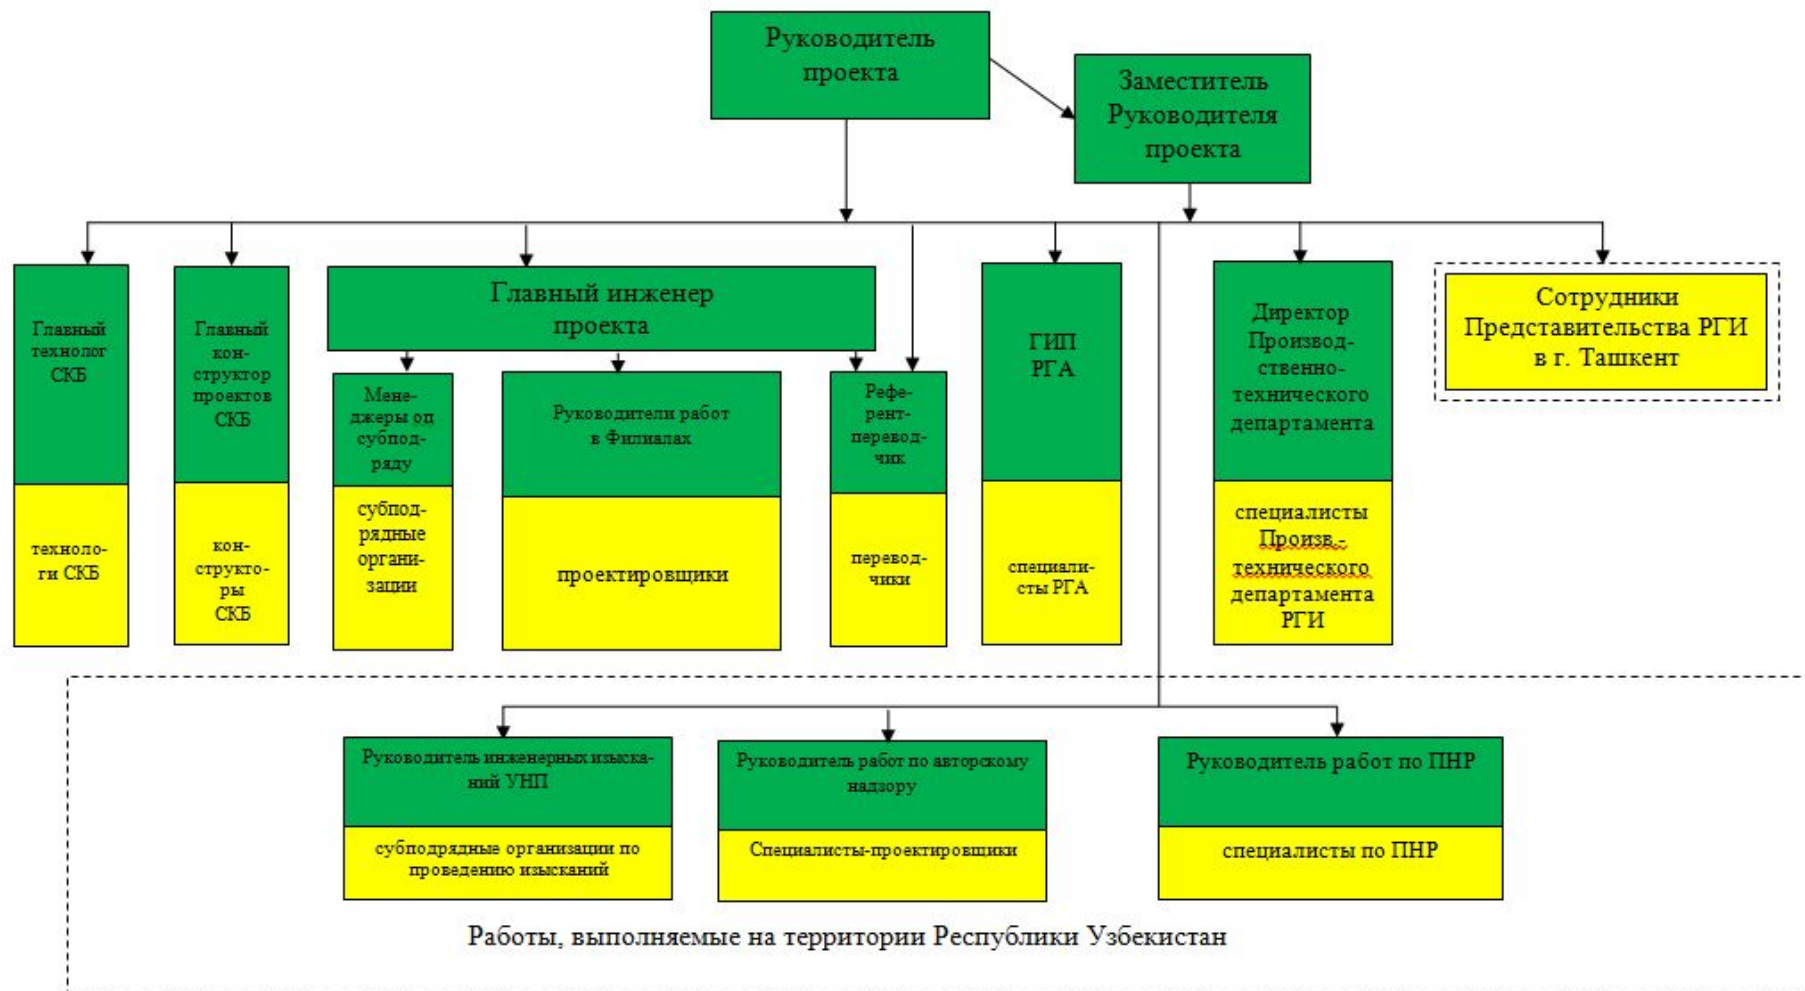 Руководитель
проекта
Заместитель
Руководителя
проекта
Главный
технолог
СКБ
техноло-
ги СКБ
Главный
кон-
структор
проектов
СКБ
кон-
структо-
ры
СКБ
Главный инженер
проекта
Мене-
джеры оп
субпод-
ряду
субпод-
рядные
органи-
зации
Руководители работ
в Филиалах
проектировщики
Рефе-
рент-
перевод-
чик
перевод-
чики
ГИП
РГА
специали-
сты РГА
Директор
Производ-
ственно-
технического
департамента
специалисты
Произв.-
технического
департамента
РГИ
Сотрудники
Представительства РГИ
в г. Ташкент
Руководитель инженерных изыска-
ний УНП
субподрядные организации по
проведению изысканий
Руководитель работ по авторскому
надзору
Специалисты-проектировщики
Руководитель работ по ПНР
специалисты по ПНР
Работы, выполняемые на территории Республики Узбекистан